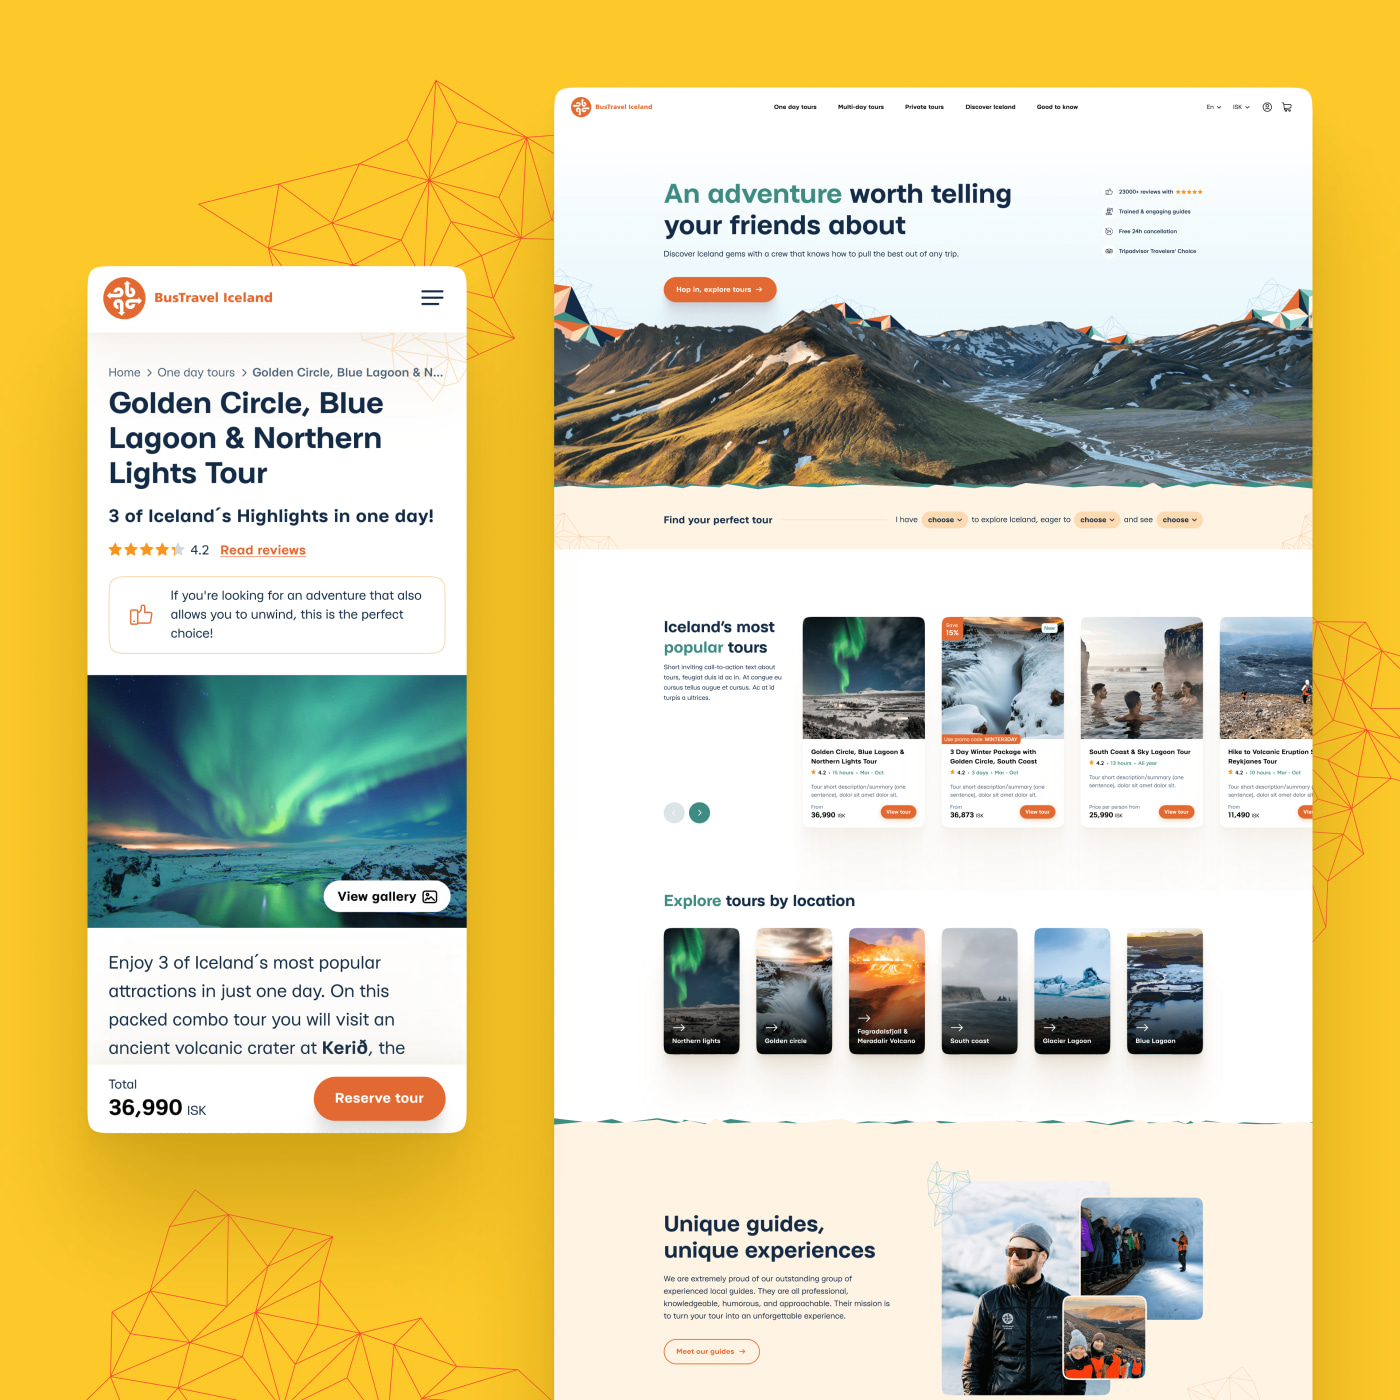 BusTravel Iceland
Home > One day tours > Golden Circle, Blue Lagoon & N...
Golden Circle, Blue
Lagoon & Northern
Lights Tour
3 of Iceland´s Highlights in one day!
4.2 Read reviews
If you're looking for an adventure that also
allows you to unwind, this is the perfect
choice!
View gallery
Enjoy 3 of Iceland´s most popular
attractions in just one day. On this
packed combo tour you will visit an
ancient volcanic crater at Kerið, the
Total
36,990 ISK
Reserve tour
BusTravel Iceland
One day tours Multi-day tours Private tours Discover Iceland Good to know
En ISK
An adventure worth telling
your friends about
Discover Iceland gems with a crew that knows how to pull the best out of any trip.
Hop in, explore tours →
23000+ reviews with
Trained & engaging guides
Free 24h cancellation
Tripadvisor Travelers' Choice
Find your perfect tour
I have choose to explore Iceland, eager to choose and see choose
Iceland's most
popular tours
Short inviting call-to-action text about
tours, feugiat duis id ac in. At congue eu
cursus tellus augue et cursus. Ac at id
turpis a ultrices.
Golden Circle, Blue Lagoon &
Northern Lights Tour
4.2 • 15 hours • Mar - Oct
Tour short description/summary (one
sentence), dolor sit amet dolor sit.
From
36,990 ISK
View tour
Save
15%
New
Use promo code WINTER3DAY
3 Day Winter Package with
Golden Circle, South Coast
4.2 • 3 days • Mar - Oct
Tour short description/summary (one
sentence), dolor sit omet dolor sit.
From
36,873 ISK
View tour
South Coast & Sky Lagoon Tour
4.2 • 13 hours • All year
Tour short description/summary (one
sentence), dolor sit amet dolor sit.
Price per person from
25,990 ISK
View tour
Hike to Volcanic Eruption S
Reykjanes Tour
4.2 • 10 hours • Mar - Oct
Tour short description/summary (
sentence), dolor sit amet dolor sit
From
11,490 ISK
View
Explore tours by location
Northern lights
Golden circle
Fagradalsfjall &
Meradalir Volcano
South coast
Glacier Lagoon
Blue Lagoon
Unique guides,
unique experiences
We are extremely proud of our outstanding group of
experienced local guides. They are all professional,
knowledgeable, humorous, and approachable. Their mission is
to turn your tour into an unforgettable experience.
Meet our guides →